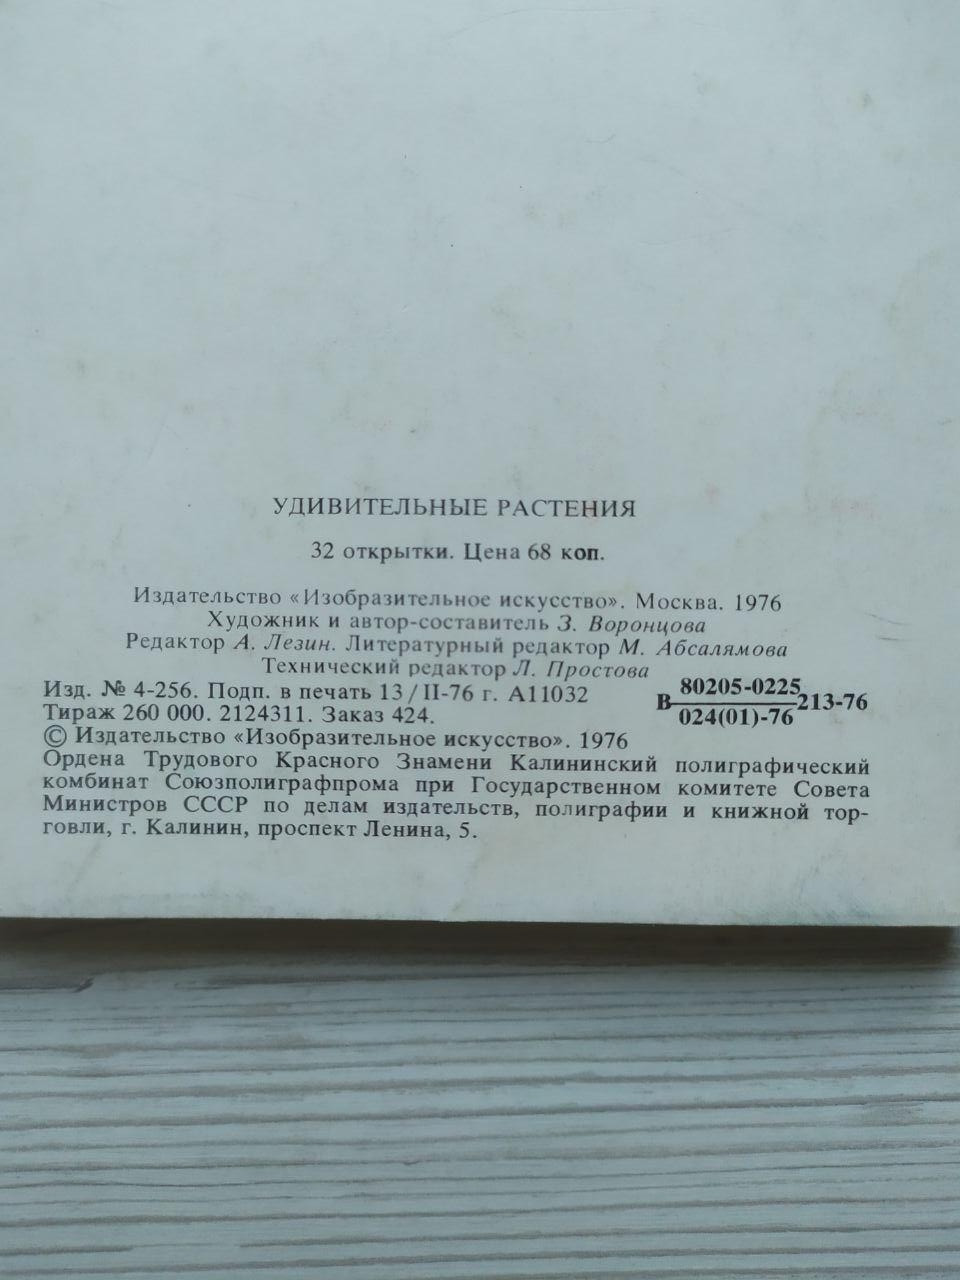 УДИВИТЕЛЬНЫЕ РАСТЕНИЯ
32 открытки. Цена 68 коп.
Издательство «Изобразительное искусство». Москва. 1976
Художник и автор-составитель З. Воронцова
Редактор А. Лезин. Литературный редактор М. Абсалямова
Технический редактор Л. Простова
Изд. № 4-256. Подп. в печать 13/II-76 г. А11032
Тираж 260 000. 2124311. Заказ 424.
В 80205-0225 213-76
024(01)-76
© Издательство «Изобразительное искусство». 1976
Ордена Трудового Красного Знамени Калининский полиграфический
комбинат Союзполиграфпрома при Государственном комитете Совета
Министров СССР по делам издательств, полиграфии и книжной тор-
говли, г. Калинин, проспект Ленина, 5.